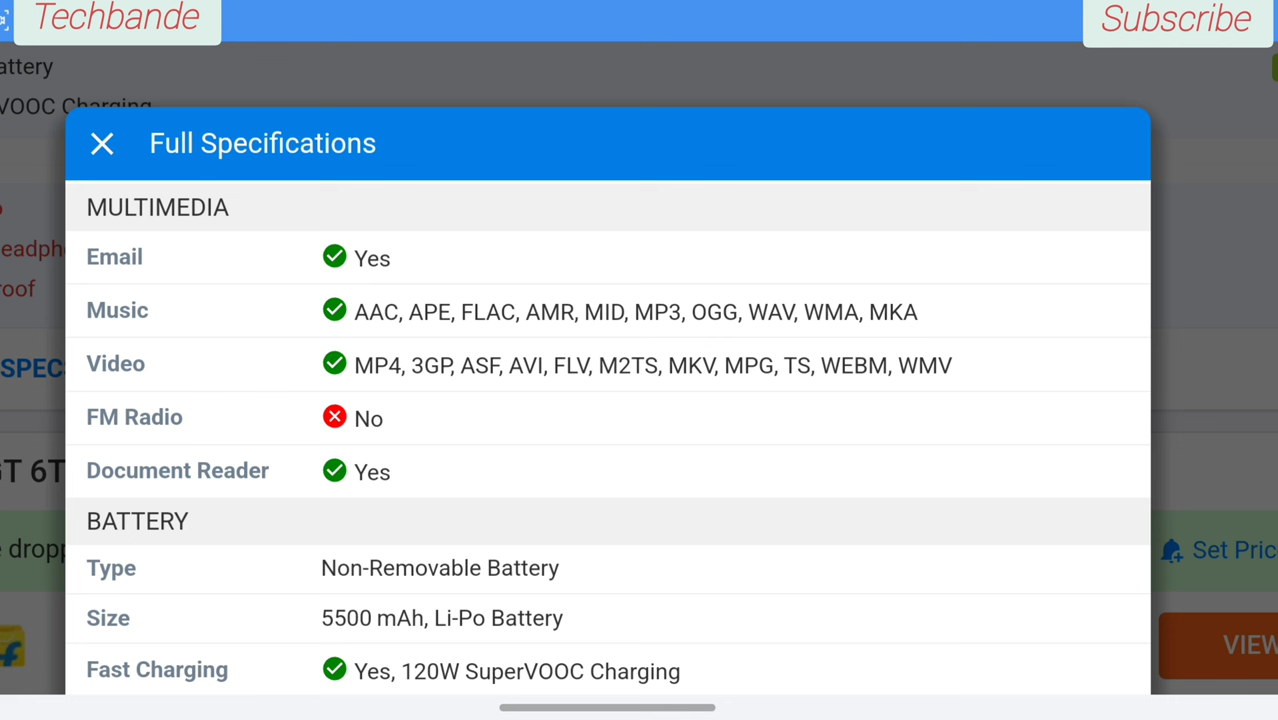 Techbande
Subscribe
attery
VOOC Charging
Full Specifications
MULTIMEDIA
Email Yes
Music AAC, APE, FLAC, AMR, MID, MP3, OGG, WAV, WMA, MKA
eadph
roof
Video MP4, 3GP, ASF, AVI, FLV, M2TS, MKV, MPG, TS, WEBM, WMV
SPEC
FM Radio No
Document Reader Yes
GT 6T
BATTERY
e dropp
Set Pric
Type Non-Removable Battery
Size 5500 mAh, Li-Po Battery
VIEW
Fast Charging Yes, 120W SuperVOOC Charging